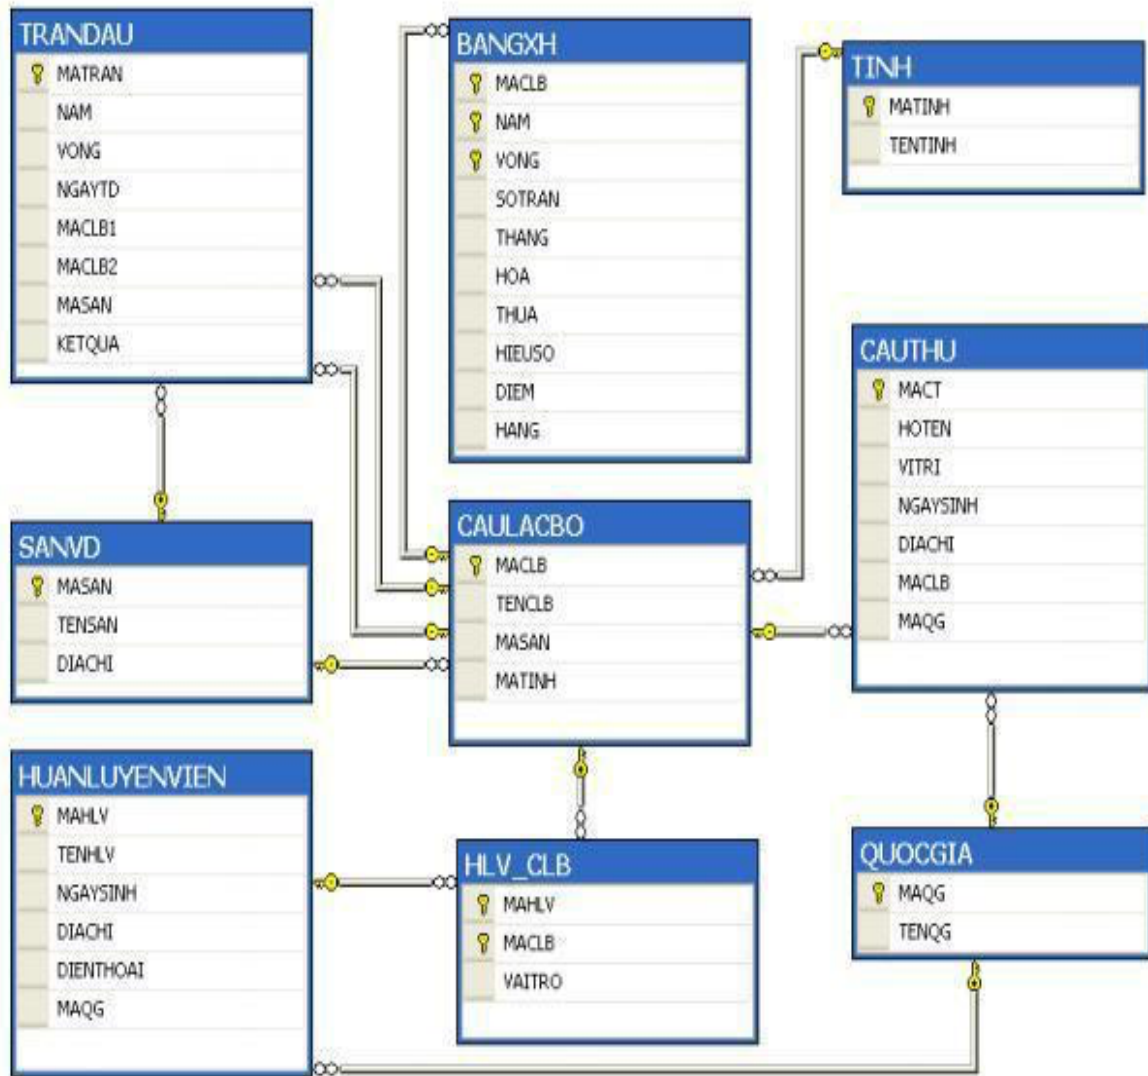 TRANDAU
MATRAN
NAM
VONG
NGAYTD
MACLB1
MACLB2
MASAN
KETQUA
BANGXH
MACLB
NAM
VONG
SOTRAN
THANG
HOA
THUA
HIEUSO
DIEM
HANG
TINH
MATINH
TENTINH
CAUTHU
MACT
HOTEN
VITRI
NGAYSINH
DIACHI
MACLB
MAQG
SANVD
MASAN
TENSAN
DIACHI
CAULACBO
MACLB
TENCLB
MASAN
MATINH
HUANLUYENVIEN
MAHLV
TENHLV
NGAYSINH
DIACHI
DIENTHOAI
MAQG
HLV_CLB
MAHLV
MACLB
VAITRO
QUOCGIA
MAQG
TENQG